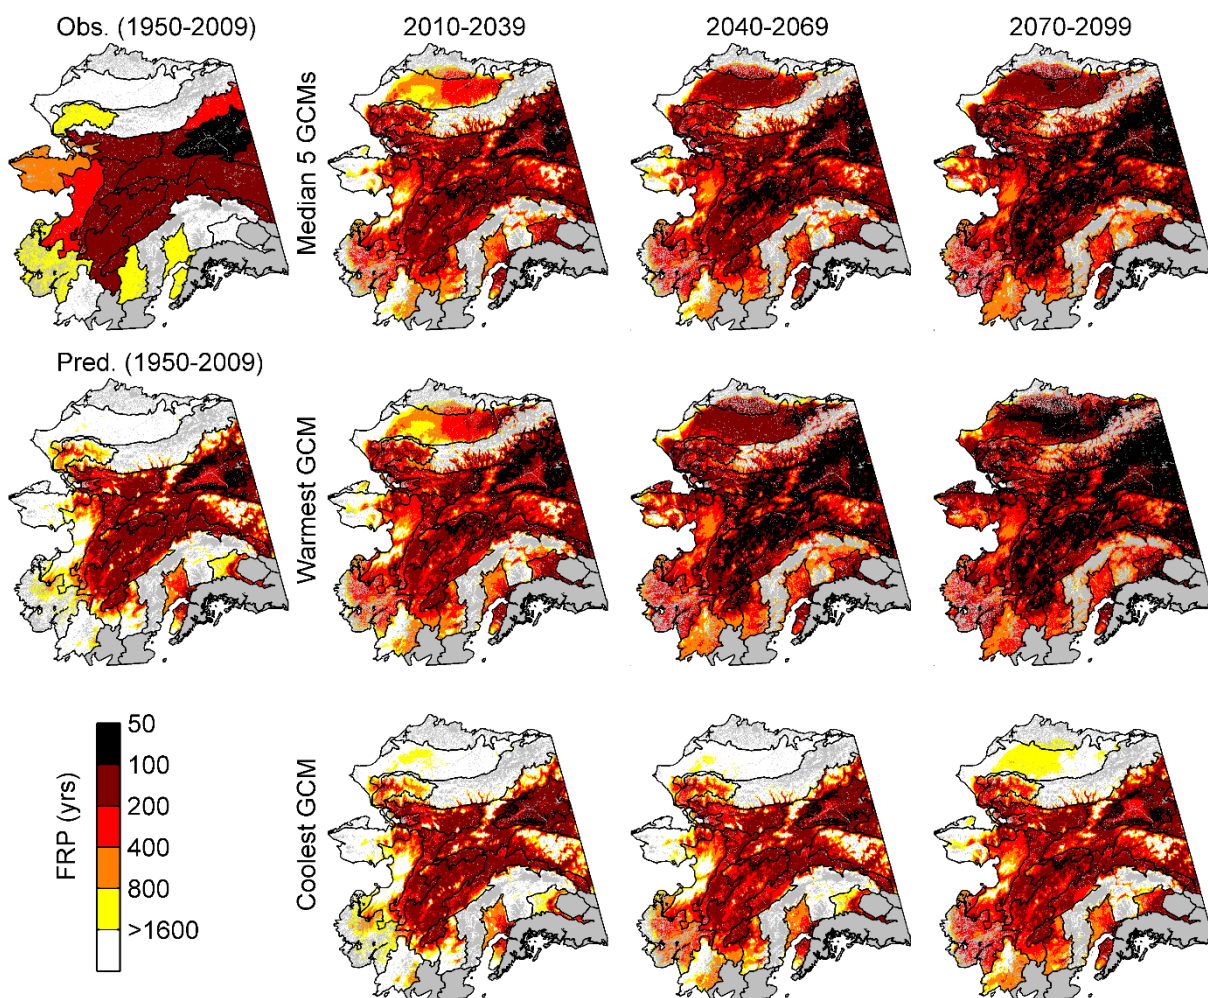 Obs. (1950-2009)
2010-2039
2040-2069
2070-2099
Median 5 GCMs
Pred. (1950-2009)
Warmest GCM
Coolest GCM
FRP (yrs)
50
100
200
400
800
>1600